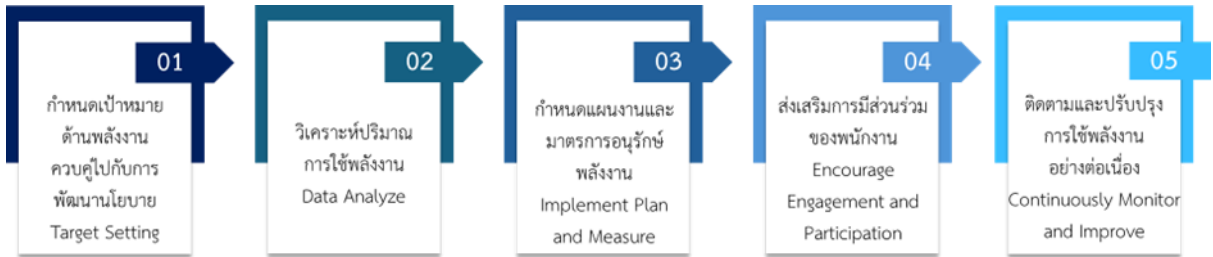 01
กำหนดเป้าหมาย
ด้านพลังงาน
ควบคู่ไปกับการ
พัฒนานโยบาย
Target Setting
02
วิเคราะห์ปริมาณ
การใช้พลังงาน
Data Analyze
03
กำหนดแผนงานและ
มาตรการอนุรักษ์
พลังงาน
Implement Plan
and Measure
04
ส่งเสริมการมีส่วนร่วม
ของพนักงาน
Encourage
Engagement and
Participation
05
ติดตามและปรับปรุง
การใช้พลังงาน
อย่างต่อเนื่อง
Continuously Monitor
and Improve